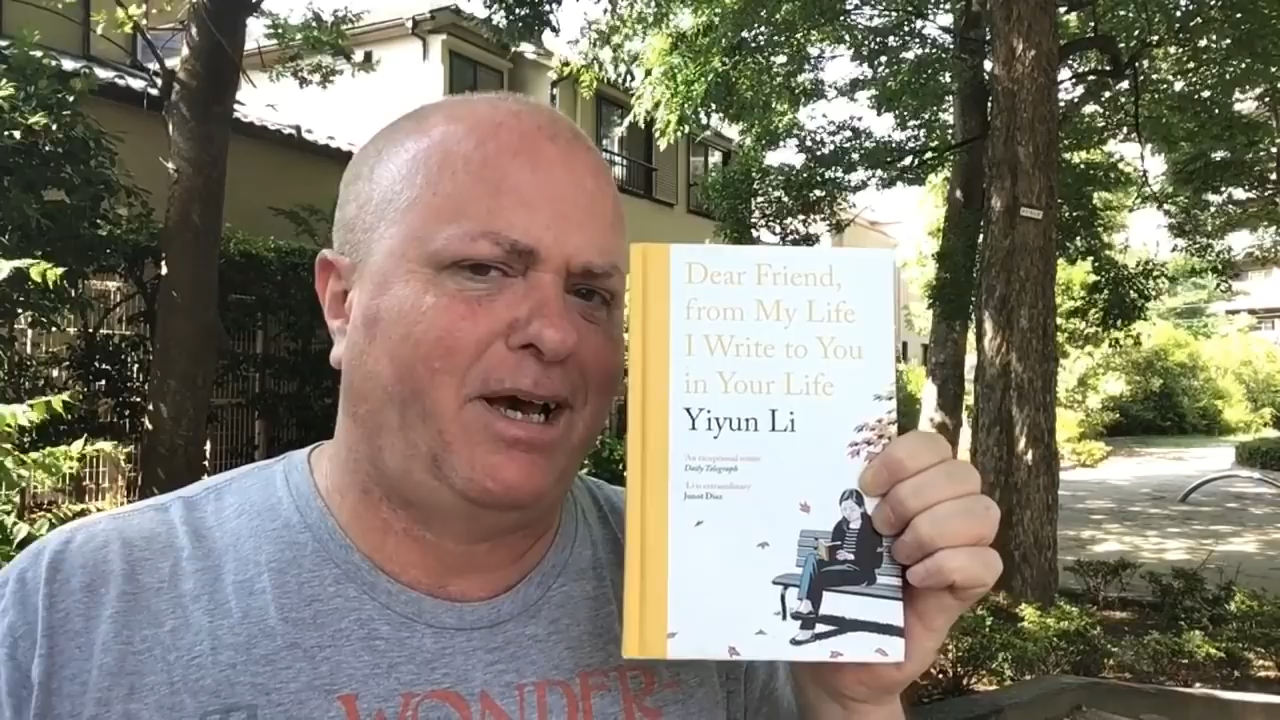 Dear Friend,
from My Life
I Write to You
in Your Life
Yiyun Li
'An exceptional writer'
Daily Telegraph
'Li is extraordinary'
Junot Díaz
WONDER-